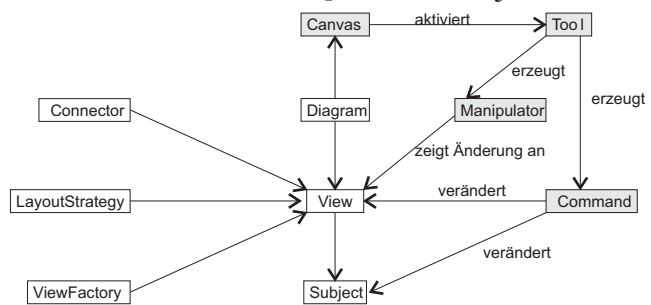 Canvas
aktiviert
Tool
erzeugt
erzeugt
Connector
Diagram
Manipulator
zeigt Änderung an
LayoutStrategy
View
verändert
Command
verändert
ViewFactory
Subject